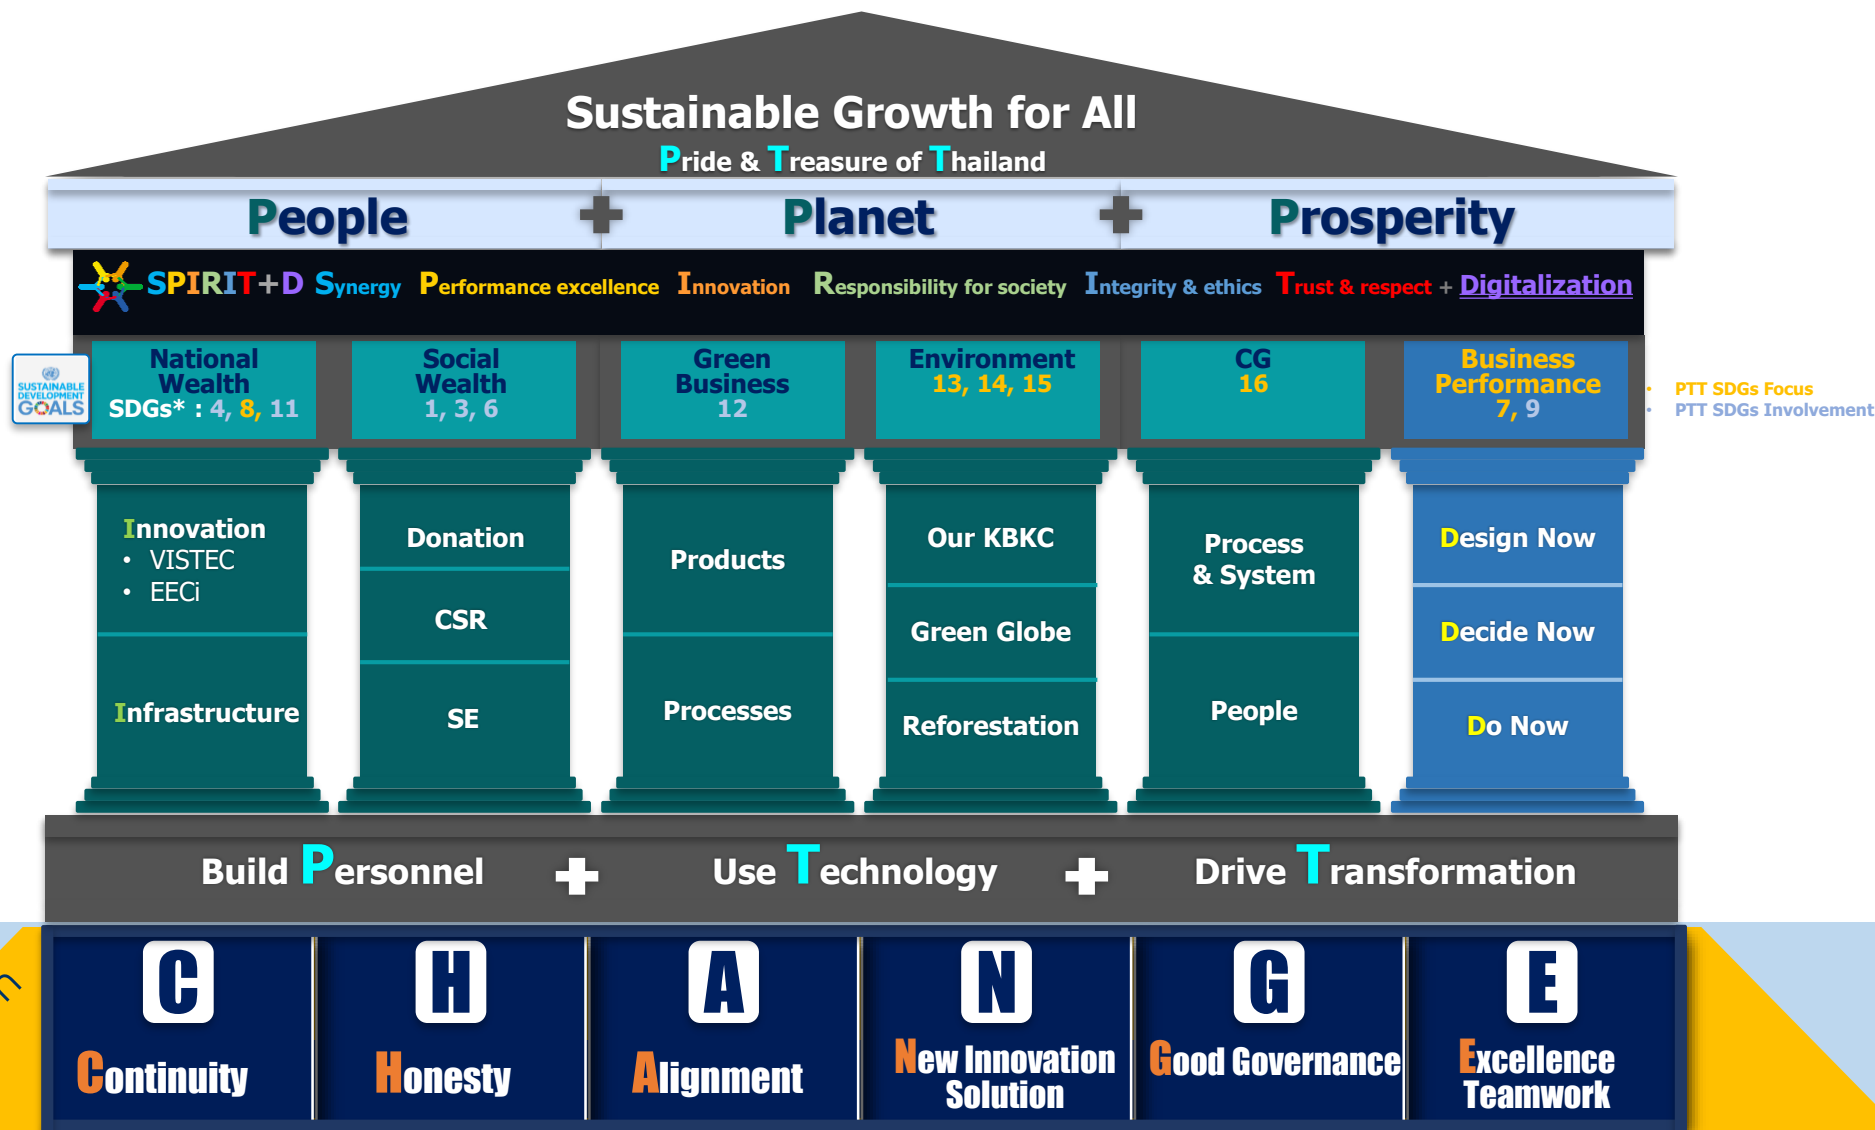 Sustainable Growth for All
Pride & Treasure of Thailand
People + Planet + Prosperity
SPIRIT+D Synergy Performance excellence Innovation Responsibility for society Integrity & ethics Trust & respect + Digitalization
SUSTAINABLE
DEVELOPMENT
GOALS
National
Wealth
SDGs* : 4, 8, 11
Social
Wealth
1, 3, 6
Green
Business
12
Environment
13, 14, 15
CG
16
Business
Performance
7, 9
• PTT SDGs Focus
• PTT SDGs Involvement
Innovation
• VISTEC
• EECi
Infrastructure
Donation
CSR
SE
Products
Processes
Our KBKC
Green Globe
Reforestation
Process
& System
People
Design Now
Decide Now
Do Now
Build Personnel + Use Technology + Drive Transformation
C
Continuity
H
Honesty
A
Alignment
N
New Innovation
Solution
G
Good Governance
E
Excellence
Teamwork